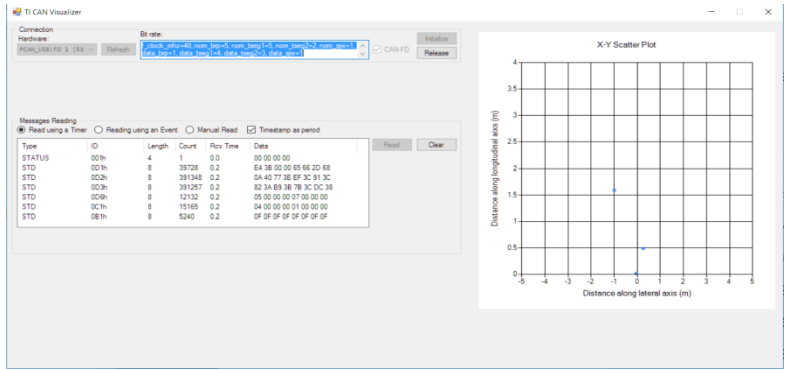 TI CAN Visualizer
Connection
Hardware:
Bit rate:
PCAN_USB:FD 1 (51
Refresh
f_clock_mhz=40, nom_brp=5, nom_tseg1=5, nom_tseg2=2, nom_sjw=1,
data_brp=1, data_tseg1=4, data_tseg2=3, data_sjw=1
CAN-FD
Initialize
Release
Messages Reading
Read using a Timer
Reading using an Event
Manual Read
Timestamp as period
Type ID Length Count Rcv Time Data
STATUS 001h 4 1 0.0 00 00 00 00
STD 0D1h 8 39728 0.2 E4 3B 00 00 65 66 2D 68
STD 0D2h 8 391348 0.2 0A 40 77 3E EF 3C 91 3C
STD 0D3h 8 391257 0.2 82 3A B9 3B 7B 3C DC 38
STD 0D6h 8 12132 0.2 05 00 00 00 07 00 00 00
STD 0C1h 8 15165 0.2 04 00 00 00 01 00 00 00
STD 0B1h 8 5240 0.2 0F 0F 0F 0F 0F 0F 0F 0F
Read
Clear
X-Y Scatter Plot
Distance along longitudinal axis (m)
4
3.5
3
2.5
2
1.5
1
0.5
0
-5 -4 -3 -2 -1 0 1 2 3 4 5
Distance along lateral axis (m)